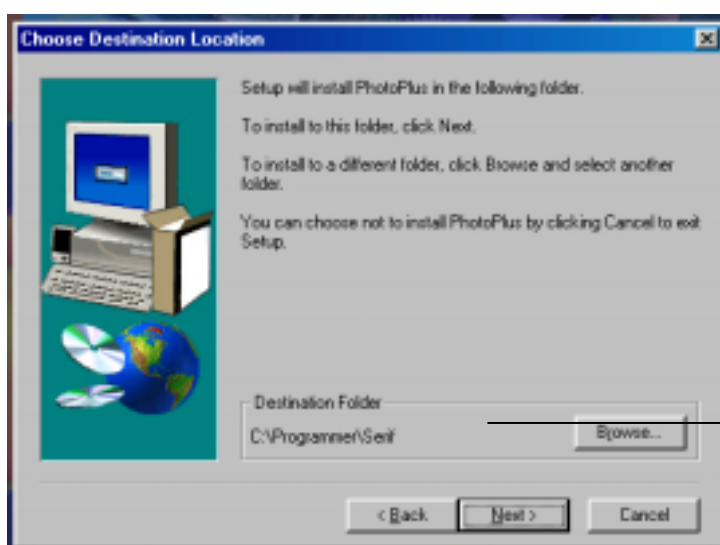 Choose Destination Location
Setup will install PhotoPlus in the following folder.
To install to this folder, click Next.
To install to a different folder, click Browse and select another
folder.
You can choose not to install PhotoPlus by clicking Cancel to exit
Setup.
Destination Folder
C:\Programmer\Serif
Browse...
< Back
Next >
Cancel